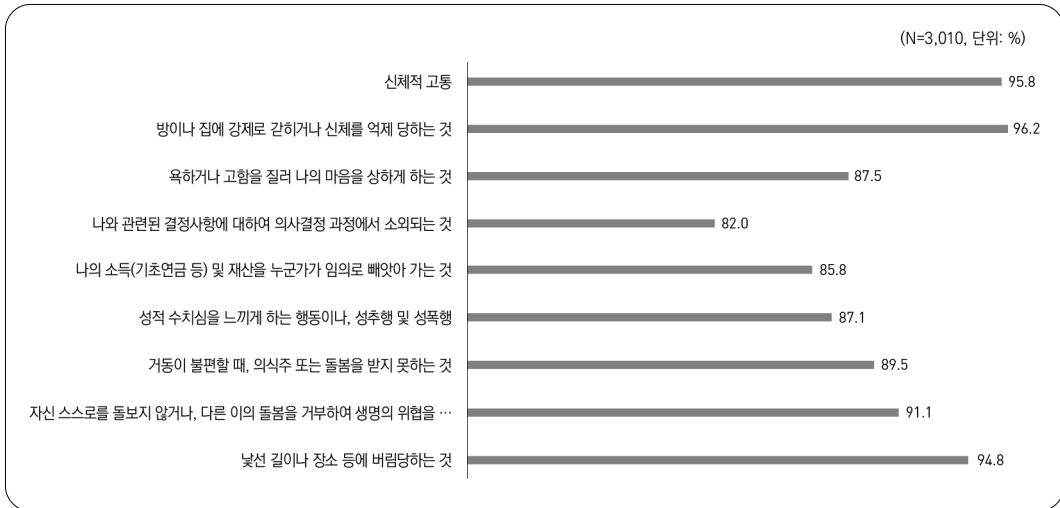 (N=3,010, 단위: %)
신체적 고통 95.8
방이나 집에 강제로 갇히거나 신체를 억제 당하는 것 96.2
욕하거나 고함을 질러 나의 마음을 상하게 하는 것 87.5
나와 관련된 결정사항에 대하여 의사결정 과정에서 소외되는 것 82.0
나의 소득(기초연금 등) 및 재산을 누군가가 임의로 빼앗아 가는 것 85.8
성적 수치심을 느끼게 하는 행동이나, 성추행 및 성폭행 87.1
거동이 불편할 때, 의식주 또는 돌봄을 받지 못하는 것 89.5
자신 스스로를 돌보지 않거나, 다른 이의 돌봄을 거부하여 생명의 위협을 … 91.1
낯선 길이나 장소 등에 버림당하는 것 94.8